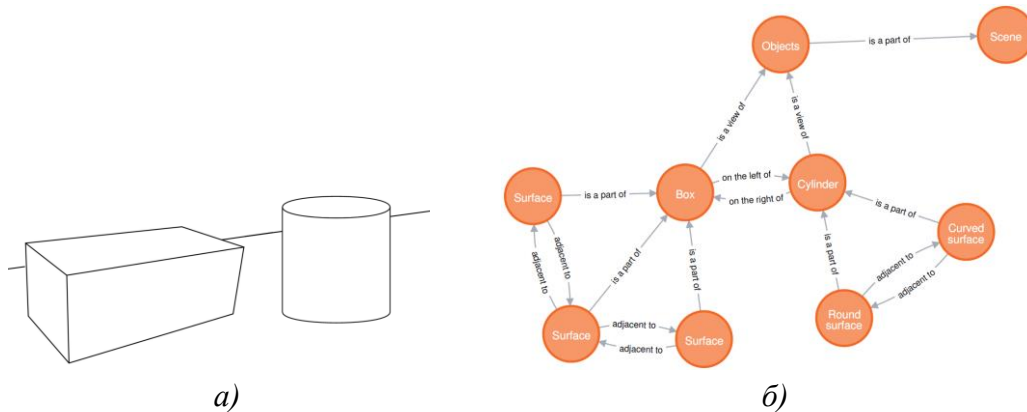 Objects
is a part of
Scene
is a view of
is a view of
Surface
is a part of
Box
on the left of
on the right of
Cylinder
is a part of
Curved
surface
adjacent to
adjacent to
is a part of
is a part of
is a part of
adjacent to
adjacent to
Surface
adjacent to
adjacent to
Surface
Round
surface
а)
б)